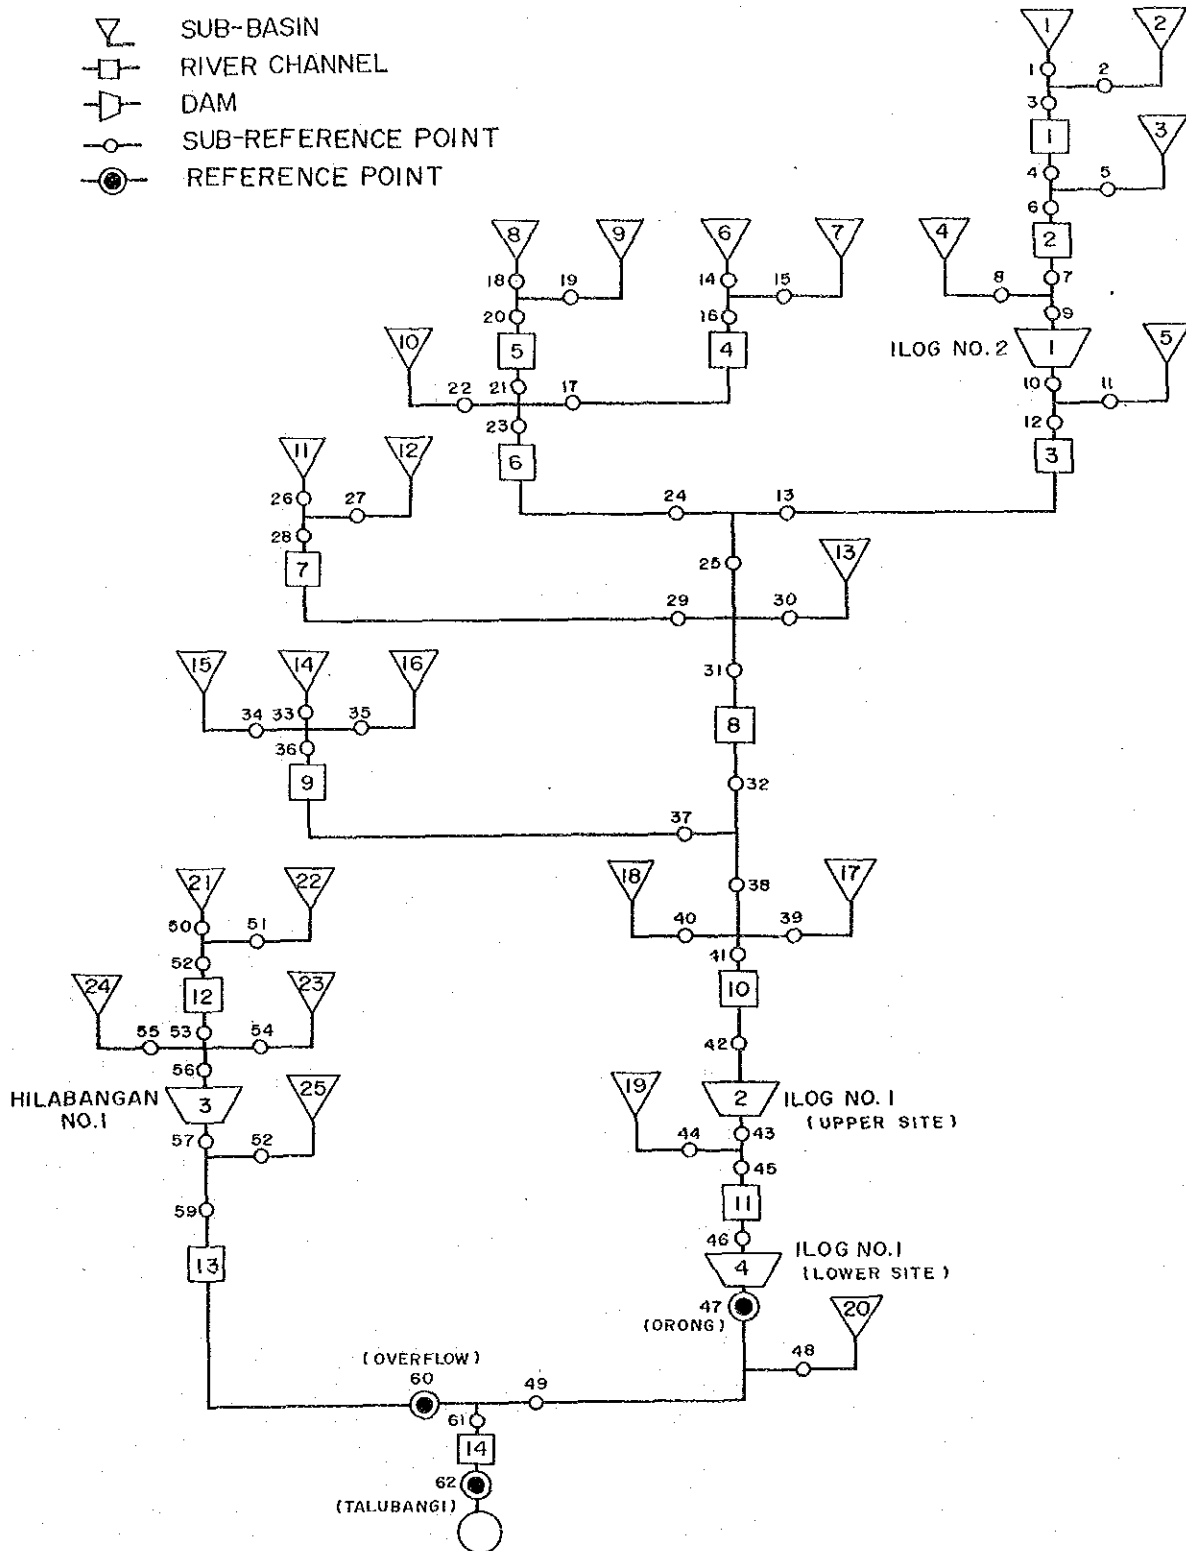 SUB-BASIN
RIVER CHANNEL
DAM
SUB-REFERENCE POINT
REFERENCE POINT
1 2
1 2
3
1 3
4 5
6
8 9 6 7 4 2
18 19 14 15 8 7
20 16 9
10 5 4 ILOG NO.2 1 5
22 21 17 10 11
23 12
11 12 6 3
26 27 24 13
28
7 25 13
29 30
15 14 16 31
34 33 35 8
36
9 32
37
21 22 18 38 17
50 51 40 39
52 41
24 12 23 10
55 53 54 42
56
HILABANGAN
NO.1
3 25 19 2 ILOG NO.1
(UPPER SITE)
57 52 44 43
45
59 11
46 ILOG NO.1
13 4 (LOWER SITE)
47 20
(ORONG)
48
(OVERFLOW)
60 49
61
14
62
(TALUBANGI)